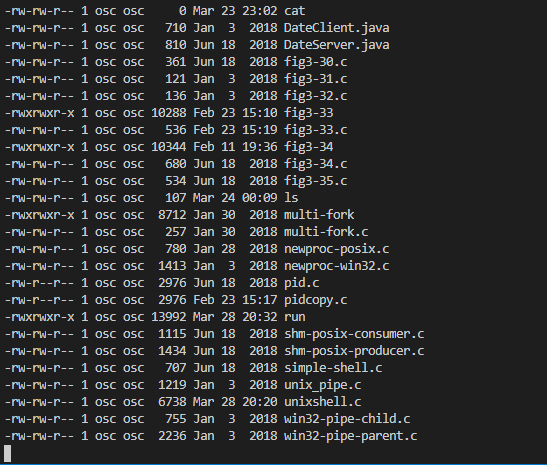 -rw-rw-r-- 1 osc osc     0 Mar 23 23:02 cat
-rw-rw-r-- 1 osc osc   710 Jan  3  2018 DateClient.java
-rw-rw-r-- 1 osc osc   810 Jun 18  2018 DateServer.java
-rw-rw-r-- 1 osc osc   361 Jun 18  2018 fig3-30.c
-rw-rw-r-- 1 osc osc   121 Jan  3  2018 fig3-31.c
-rw-rw-r-- 1 osc osc   136 Jan  3  2018 fig3-32.c
-rwxrwxr-x 1 osc osc 10288 Feb 23 15:10 fig3-33
-rw-rw-r-- 1 osc osc   536 Feb 23 15:19 fig3-33.c
-rwxrwxr-x 1 osc osc 10344 Feb 11 19:36 fig3-34
-rw-rw-r-- 1 osc osc   680 Jun 18  2018 fig3-34.c
-rw-rw-r-- 1 osc osc   534 Jun 18  2018 fig3-35.c
-rw-rw-r-- 1 osc osc   107 Mar 24 00:09 ls
-rwxrwxr-x 1 osc osc  8712 Jan 30  2018 multi-fork
-rw-rw-r-- 1 osc osc   257 Jan 30  2018 multi-fork.c
-rw-rw-r-- 1 osc osc   780 Jan 28  2018 newproc-posix.c
-rw-rw-r-- 1 osc osc  1413 Jan  3  2018 newproc-win32.c
-rw-r--r-- 1 osc osc  2976 Jun 18  2018 pid.c
-rw-rw-r-- 1 osc osc  2976 Feb 23 15:17 pidcopy.c
-rwxrwxr-x 1 osc osc 13992 Mar 28 20:32 run
-rw-rw-r-- 1 osc osc  1115 Jun 18  2018 shm-posix-consumer.c
-rw-rw-r-- 1 osc osc  1434 Jun 18  2018 shm-posix-producer.c
-rw-rw-r-- 1 osc osc   707 Jun 18  2018 simple-shell.c
-rw-rw-r-- 1 osc osc  1219 Jan  3  2018 unix_pipe.c
-rw-rw-r-- 1 osc osc  6738 Mar 28 20:20 unixshell.c
-rw-rw-r-- 1 osc osc   755 Jan  3  2018 win32-pipe-child.c
-rw-rw-r-- 1 osc osc  2236 Jan  3  2018 win32-pipe-parent.c